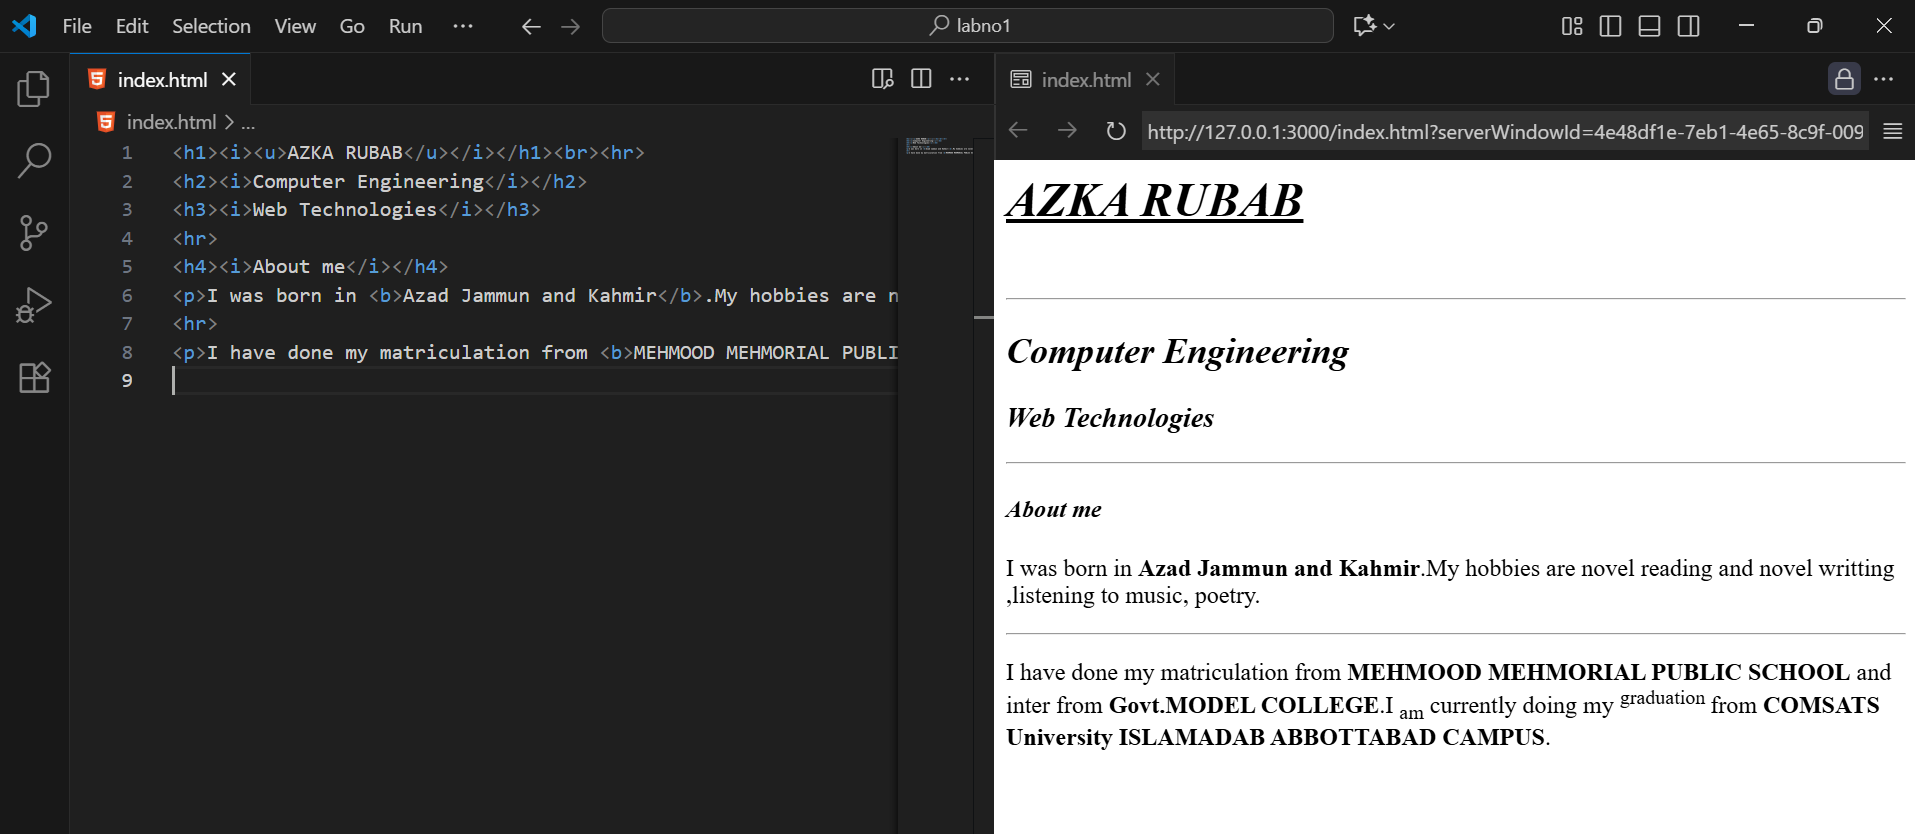 File Edit Selection View Go Run ... labno1
index.html
index.html > ...
1 <h1><i><u>AZKA RUBAB</u></i></h1><br><hr>
2 <h2><i>Computer Engineering</i></h2>
3 <h3><i>Web Technologies</i></h3>
4 <hr>
5 <h4><i>About me</i></h4>
6 <p>I was born in <b>Azad Jammun and Kahmir</b>.My hobbies are n
7 <hr>
8 <p>I have done my matriculation from <b>MEHMOOD MEHMORIAL PUBLI
9
index.html
http://127.0.0.1:3000/index.html?serverWindowId=4e48df1e-7eb1-4e65-8c9f-009
AZKA RUBAB
Computer Engineering
Web Technologies
About me
I was born in Azad Jammun and Kahmir.My hobbies are novel reading and novel writting
,listening to music, poetry.
I have done my matriculation from MEHMOOD MEHMORIAL PUBLIC SCHOOL and
inter from Govt.MODEL COLLEGE.I am currently doing my graduation from COMSATS
University ISLAMADAB ABBOTTABAD CAMPUS.